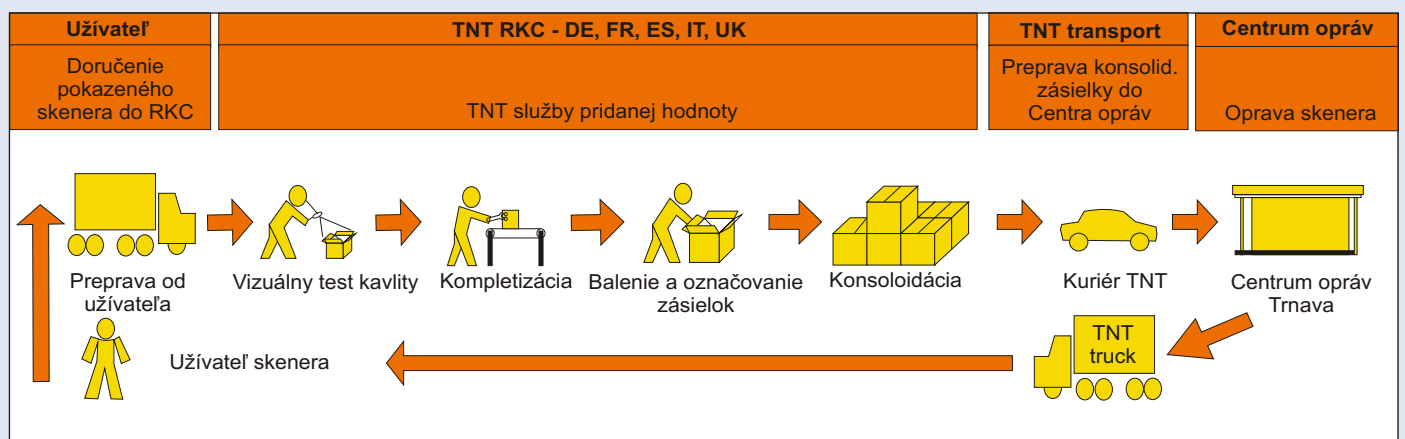 Užívateľ
TNT RKC - DE, FR, ES, IT, UK
TNT transport
Centrum opráv
Doručenie
pokazeného
skenera do RKC
TNT služby pridanej hodnoty
Preprava konsolid.
zásielky do
Centra opráv
Oprava skenera
Preprava od
užívateľa
Vizuálny test kavlity
Kompletizácia
Balenie a označovanie
zásielok
Konsoloidácia
Kuriér TNT
Centrum opráv
Trnava
Užívateľ skenera
TNT
truck